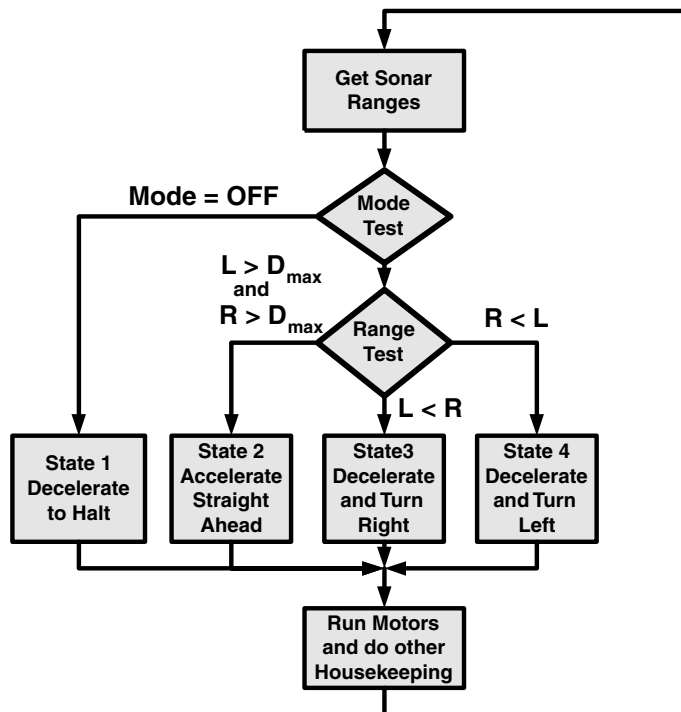 Get Sonar
Ranges
Mode = OFF
Mode
Test
L > Dmax
and
R > Dmax
Range
Test
R < L
L < R
State 1
Decelerate
to Halt
State 2
Accelerate
Straight
Ahead
State3
Decelerate
and Turn
Right
State 4
Decelerate
and Turn
Left
Run Motors
and do other
Housekeeping